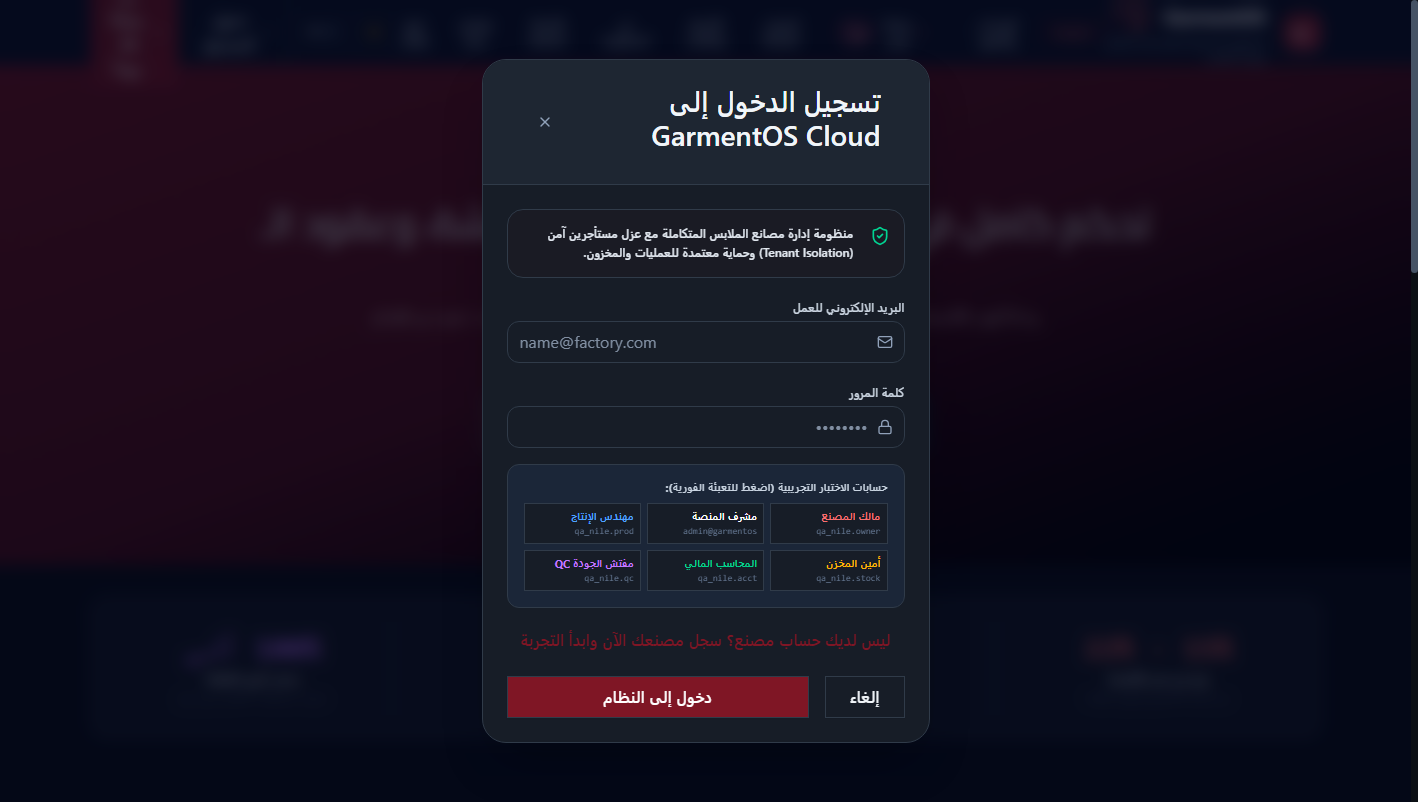 تسجيل الدخول إلى
GarmentOS Cloud
منظومة إدارة مصانع الملابس المتكاملة مع عزل مستأجرين آمن
(Tenant Isolation) وحماية معتمدة للعمليات والمخزون.
البريد الإلكتروني للعمل
name@factory.com
كلمة المرور
••••••••
حسابات الاختبار التجريبية (اضغط للتعبئة الفورية):
مالك المصنع
qa_nile.owner
مشرف المنصة
admin@garmentos
مهندس الإنتاج
qa_nile.prod
أمين المخزن
qa_nile.stock
المحاسب المالي
qa_nile.acct
مفتش الجودة QC
qa_nile.qc
ليس لديك حساب مصنع؟ سجل مصنعك الآن وابدأ التجربة
إلغاء
دخول إلى النظام